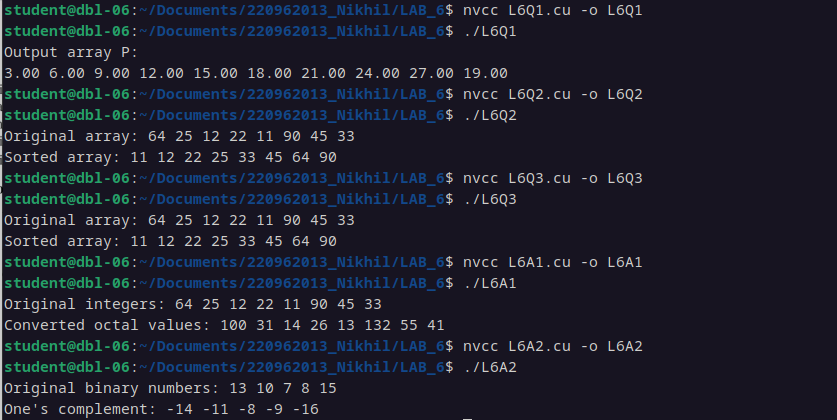 student@dbl-06:~/Documents/220962013_Nikhil/LAB_6$ nvcc L6Q1.cu -o L6Q1
student@dbl-06:~/Documents/220962013_Nikhil/LAB_6$ ./L6Q1
Output array P:
3.00 6.00 9.00 12.00 15.00 18.00 21.00 24.00 27.00 19.00
student@dbl-06:~/Documents/220962013_Nikhil/LAB_6$ nvcc L6Q2.cu -o L6Q2
student@dbl-06:~/Documents/220962013_Nikhil/LAB_6$ ./L6Q2
Original array: 64 25 12 22 11 90 45 33
Sorted array: 11 12 22 25 33 45 64 90
student@dbl-06:~/Documents/220962013_Nikhil/LAB_6$ nvcc L6Q3.cu -o L6Q3
student@dbl-06:~/Documents/220962013_Nikhil/LAB_6$ ./L6Q3
Original array: 64 25 12 22 11 90 45 33
Sorted array: 11 12 22 25 33 45 64 90
student@dbl-06:~/Documents/220962013_Nikhil/LAB_6$ nvcc L6A1.cu -o L6A1
student@dbl-06:~/Documents/220962013_Nikhil/LAB_6$ ./L6A1
Original integers: 64 25 12 22 11 90 45 33
Converted octal values: 100 31 14 26 13 132 55 41
student@dbl-06:~/Documents/220962013_Nikhil/LAB_6$ nvcc L6A2.cu -o L6A2
student@dbl-06:~/Documents/220962013_Nikhil/LAB_6$ ./L6A2
Original binary numbers: 13 10 7 8 15
One's complement: -14 -11 -8 -9 -16